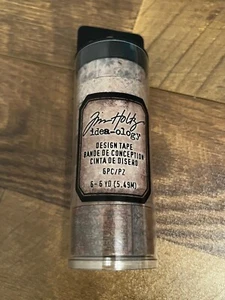 Tim Holtz
idea-ology
DESIGN TAPE
BANDE DE CONCEPTION
CINTA DE DISEÑO
6PC/PZ
6-6 YD (5.49M)